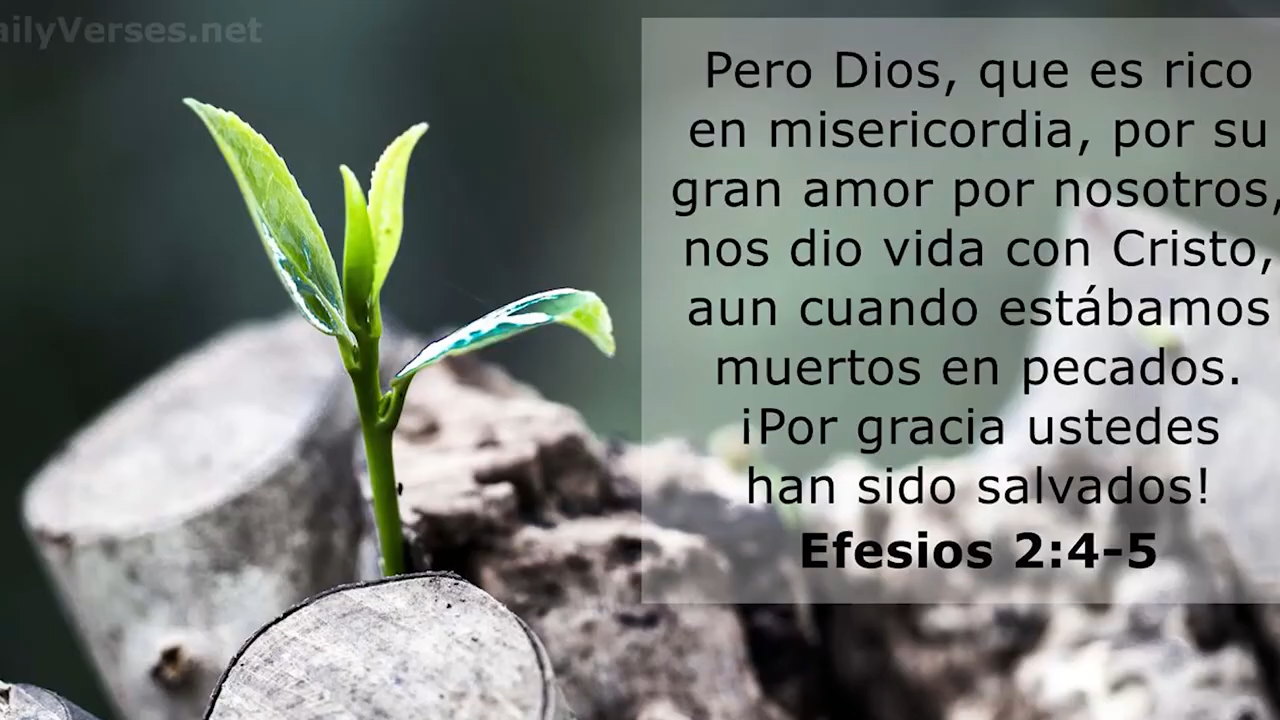 ailyVerses.net
Pero Dios, que es rico
en misericordia, por su
gran amor por nosotros,
nos dio vida con Cristo,
aun cuando estábamos
muertos en pecados.
¡Por gracia ustedes
han sido salvados!
Efesios 2:4-5